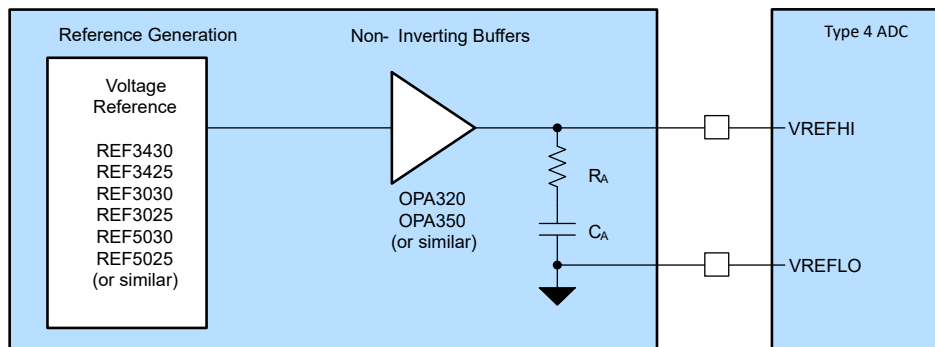 Reference Generation
Non- Inverting Buffers
Type 4 ADC
Voltage
Reference
REF3430
REF3425
REF3030
REF3025
REF5030
REF5025
(or similar)
OPA320
OPA350
(or similar)
RA
CA
VREFHI
VREFLO